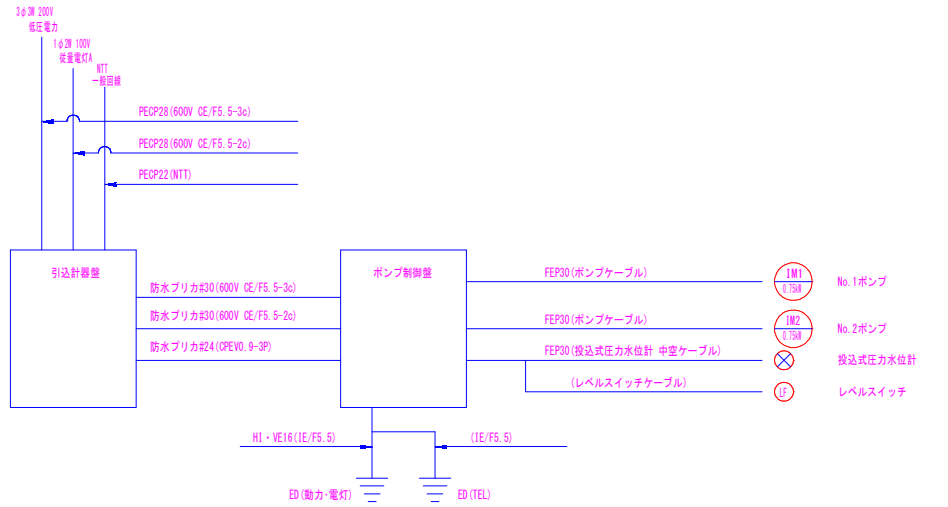 3φ3W 200V
低圧電力
1φ2W 100V
従量電灯A
NTT
一般回線
PECP28(600V CE/F5.5-3c)
PECP28(600V CE/F5.5-2c)
PECP22(NTT)
引込計器盤
ポンプ制御盤
防水プリカ#30(600V CE/F5.5-3c)
防水プリカ#30(600V CE/F5.5-2c)
防水プリカ#24(CPEV0.9-3P)
FEP30(ポンプケーブル)
IM1
0.75kW
No.1ポンプ
FEP30(ポンプケーブル)
IM2
0.75kW
No.2ポンプ
FEP30(投込式圧力水位計 中空ケーブル)
投込式圧力水位計
(レベルスイッチケーブル)
LF
レベルスイッチ
HI・VE16(IE/F5.5)
(IE/F5.5)
ED(動力・電灯)
ED(TEL)